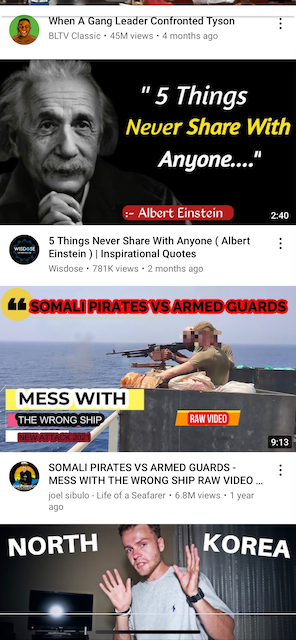 When A Gang Leader Confronted Tyson
BLTV Classic • 45M views • 4 months ago
" 5 Things
Never Share With
Anyone...."
:- Albert Einstein
2:40
WISDOSE
5 Things Never Share With Anyone ( Albert
Einstein ) | Inspirational Quotes
Wisdose • 781K views • 2 months ago
SOMALI PIRATES VS ARMED GUARDS
MESS WITH
THE WRONG SHIP
RAW VIDEO
NEW ATTACK 2021
9:13
SOMALI PIRATES VS ARMED GUARDS -
MESS WITH THE WRONG SHIP RAW VIDEO ...
joel sibulo - Life of a Seafarer • 6.8M views • 1 year
ago
NORTH KOREA